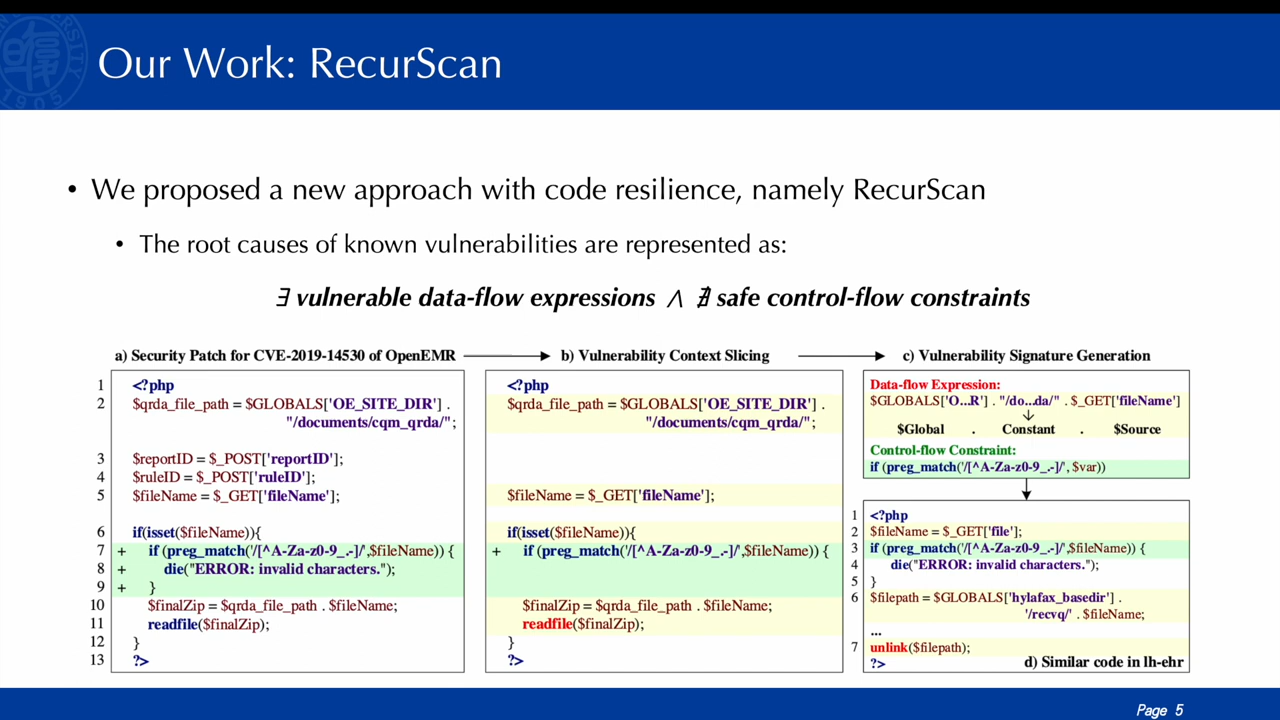 Our Work: RecurScan
• We proposed a new approach with code resilience, namely RecurScan
• The root causes of known vulnerabilities are represented as:
∃ vulnerable data-flow expressions ∧ ∄ safe control-flow constraints
a) Security Patch for CVE-2019-14530 of OpenEMR
1 <?php
2 $qrda_file_path = $GLOBALS['OE_SITE_DIR'] .
"/documents/cqm_qrda/";
3 $reportID = $_POST['reportID'];
4 $ruleID = $_POST['ruleID'];
5 $fileName = $_GET['fileName'];
6 if(isset($fileName)){
7 + if (preg_match('/[^A-Za-z0-9_.-]/',$fileName)) {
8 + die("ERROR: invalid characters.");
9 + }
10 $finalZip = $qrda_file_path . $fileName;
11 readfile($finalZip);
12 }
13 ?>
b) Vulnerability Context Slicing
<?php
$qrda_file_path = $GLOBALS['OE_SITE_DIR'] .
"/documents/cqm_qrda/";
$fileName = $_GET['fileName'];
if(isset($fileName)){
+ if (preg_match('/[^A-Za-z0-9_.-]/',$fileName)) {
$finalZip = $qrda_file_path . $fileName;
readfile($finalZip);
}
?>
c) Vulnerability Signature Generation
Data-flow Expression:
$GLOBALS['O...R'] . "/do...da/" . $_GET['fileName']
$Global . Constant . $Source
Control-flow Constraint:
if (preg_match('/[^A-Za-z0-9_.-]/', $var))
1 <?php
2 $fileName = $_GET['file'];
3 if (preg_match('/[^A-Za-z0-9_.-]/',$fileName)) {
4 die("ERROR: invalid characters.");
5 }
6 $filepath = $GLOBALS['hylafax_basedir'] .
'/recvq/' . $fileName;
...
7 unlink($filepath);
?> d) Similar code in lh-ehr
Page 5